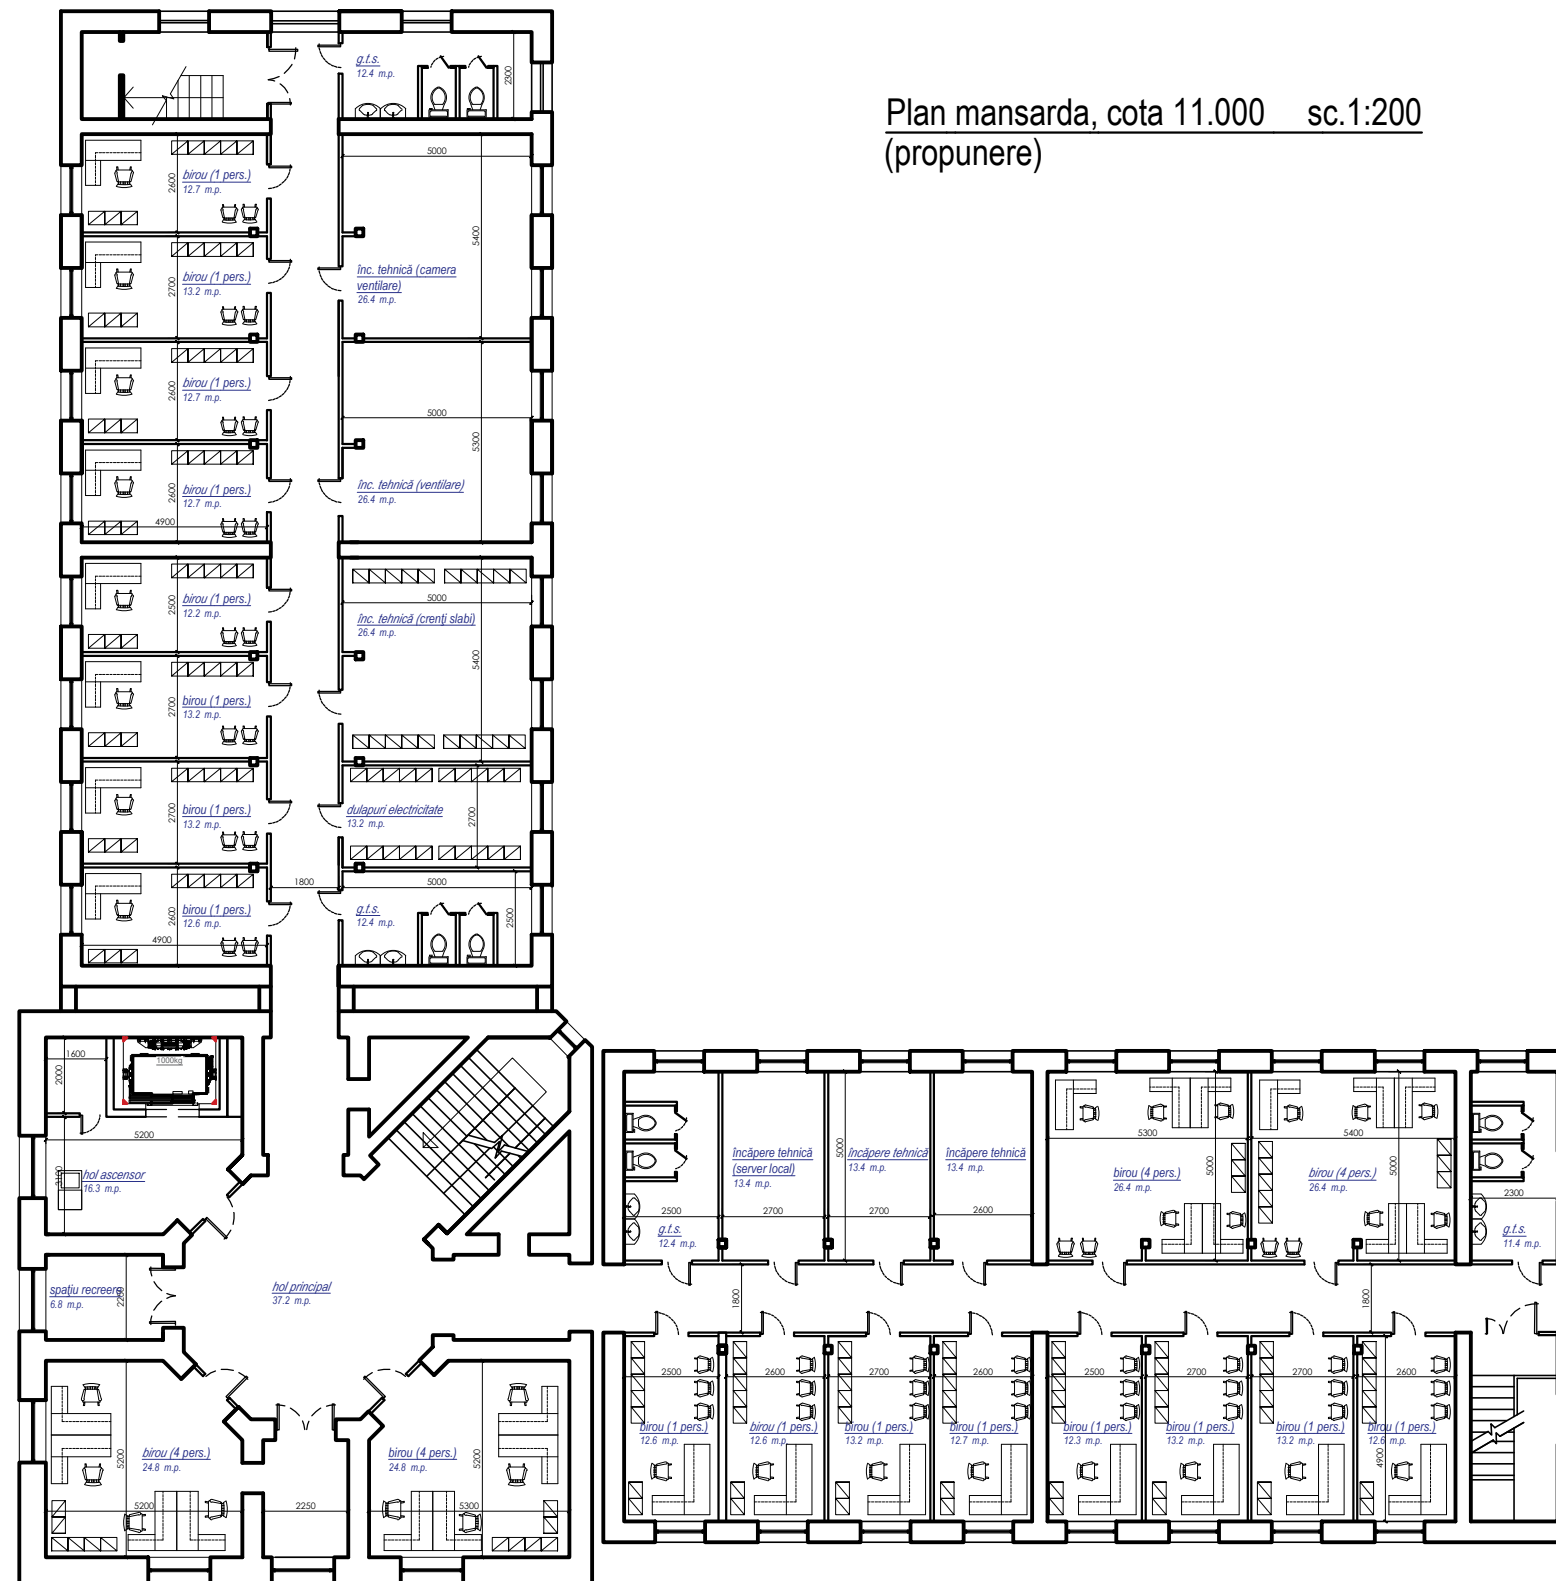 Plan mansarda, cota 11.000 sc.1:200
(propunere)
g.t.s.
12.4 m.p.
2300
birou (1 pers.)
12.7 m.p.
2600
5000
5400
birou (1 pers.)
13.2 m.p.
2700
înc. tehnică (camera
ventilare)
26.4 m.p.
birou (1 pers.)
12.7 m.p.
2600
5000
5300
birou (1 pers.)
12.7 m.p.
2600
4900
înc. tehnică (ventilare)
26.4 m.p.
birou (1 pers.)
12.2 m.p.
2500
5000
înc. tehnică (crenţi slabi)
26.4 m.p.
5400
birou (1 pers.)
13.2 m.p.
2700
birou (1 pers.)
13.2 m.p.
2700
dulapuri electricitate
13.2 m.p.
2700
1800
5000
birou (1 pers.)
12.6 m.p.
2600
4900
g.t.s.
12.4 m.p.
2500
1600
2000
1000kg
5200
3100
hol ascensor
16.3 m.p.
spaţiu recreere
6.8 m.p.
2250
hol principal
37.2 m.p.
birou (4 pers.)
24.8 m.p.
5200
5200
2250
birou (4 pers.)
24.8 m.p.
5200
5300
2500
g.t.s.
12.4 m.p.
încăpere tehnică
(server local)
13.4 m.p.
2700
5000
încăpere tehnică
13.4 m.p.
2700
încăpere tehnică
13.4 m.p.
2600
5300
5000
birou (4 pers.)
26.4 m.p.
5400
5000
birou (4 pers.)
26.4 m.p.
2300
g.t.s.
11.4 m.p.
1800
1800
2500
birou (1 pers.)
12.6 m.p.
2600
birou (1 pers.)
12.6 m.p.
2700
birou (1 pers.)
13.2 m.p.
2600
birou (1 pers.)
12.7 m.p.
2500
birou (1 pers.)
12.3 m.p.
2700
birou (1 pers.)
13.2 m.p.
2700
birou (1 pers.)
13.2 m.p.
2600
birou (1 pers.)
12.6 m.p.
4900